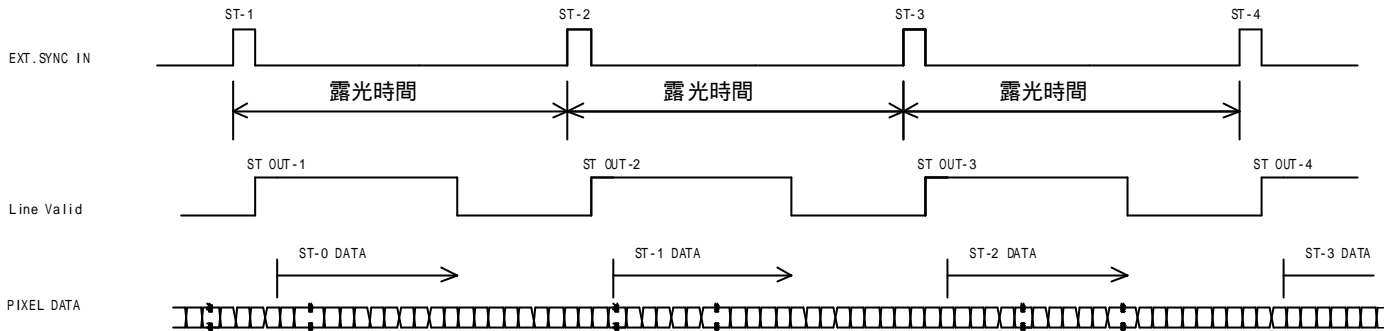 ST-1 ST-2 ST-3 ST-4
EXT.SYNC IN
露光時間 露光時間 露光時間
ST OUT-1 ST OUT-2 ST OUT-3 ST OUT-4
Line Valid
ST-0 DATA ST-1 DATA ST-2 DATA ST-3 DATA
PIXEL DATA